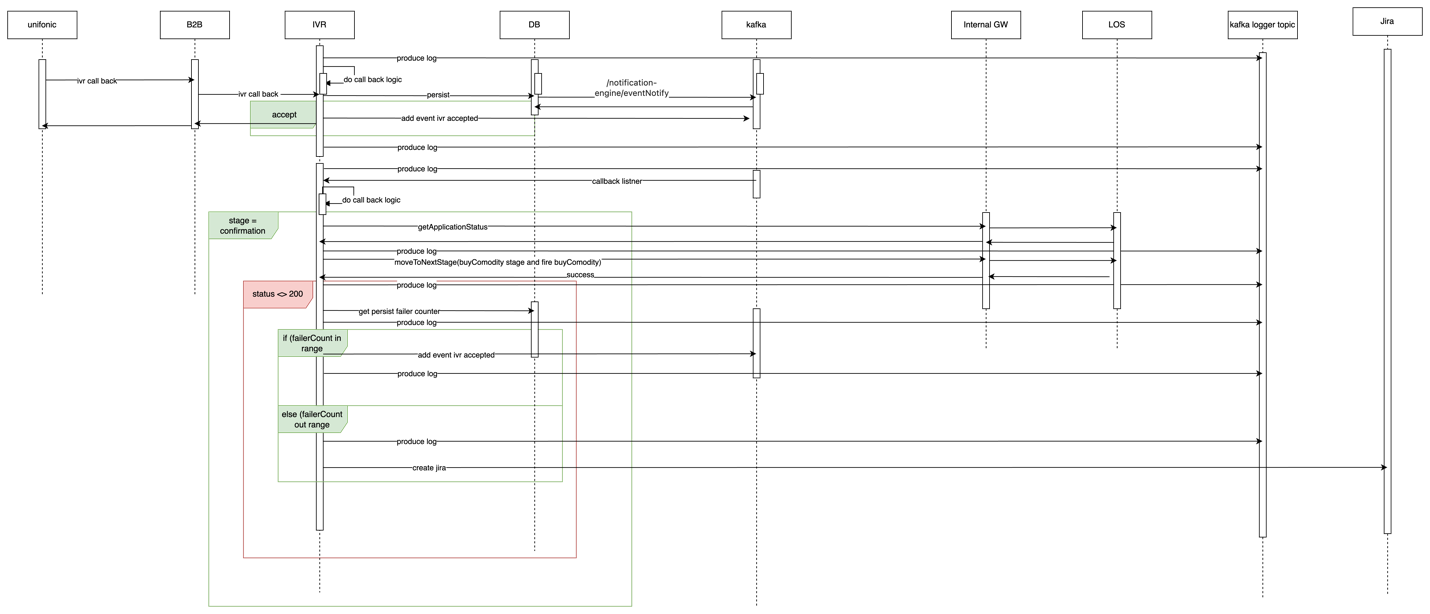 unifonic
B2B
IVR
DB
kafka
Internal GW
LOS
kafka logger topic
Jira
produce log
do call back logic
ivr call back
ivr call back
persist
/notification-
engine/eventNotify
accept
add event ivr accepted
produce log
produce log
callback listner
do call back logic
stage =
confirmation
getApplicationStatus
produce log
moveToNextStage(buyComodity stage and fire buyComodity)
success
produce log
status <> 200
get persist failer counter
produce log
if (failerCount in
range
add event ivr accepted
produce log
else (failerCount
out range
produce log
create jira